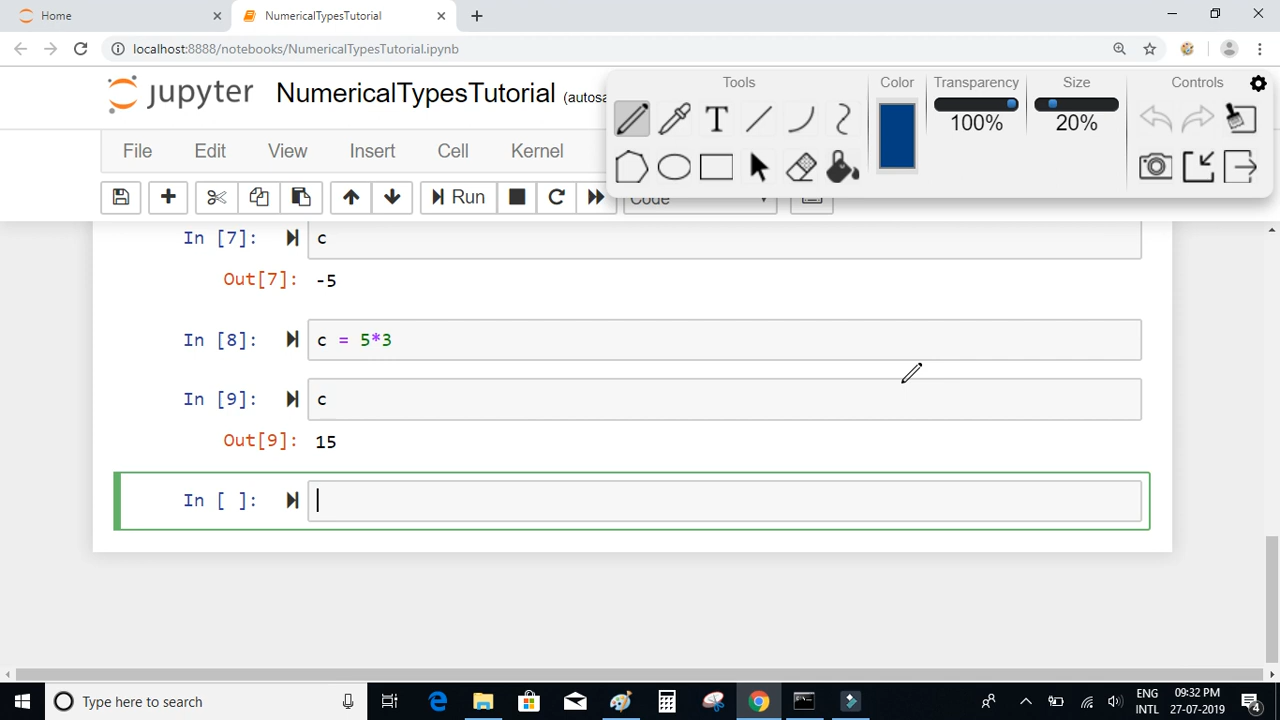 Home
NumericalTypesTutorial
localhost:8888/notebooks/NumericalTypesTutorial.ipynb
jupyter NumericalTypesTutorial (autosa
Tools Color Transparency Size Controls
100% 20%
File Edit View Insert Cell Kernel
Run Code
In [7]: c
Out[7]: -5
In [8]: c = 5*3
In [9]: c
Out[9]: 15
In [ ]:
Type here to search
ENG 09:32 PM
INTL 27-07-2019
4